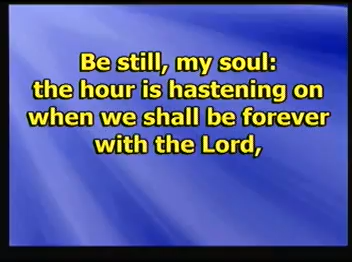 Be still, my soul:
the hour is hastening on
when we shall be forever
with the Lord,